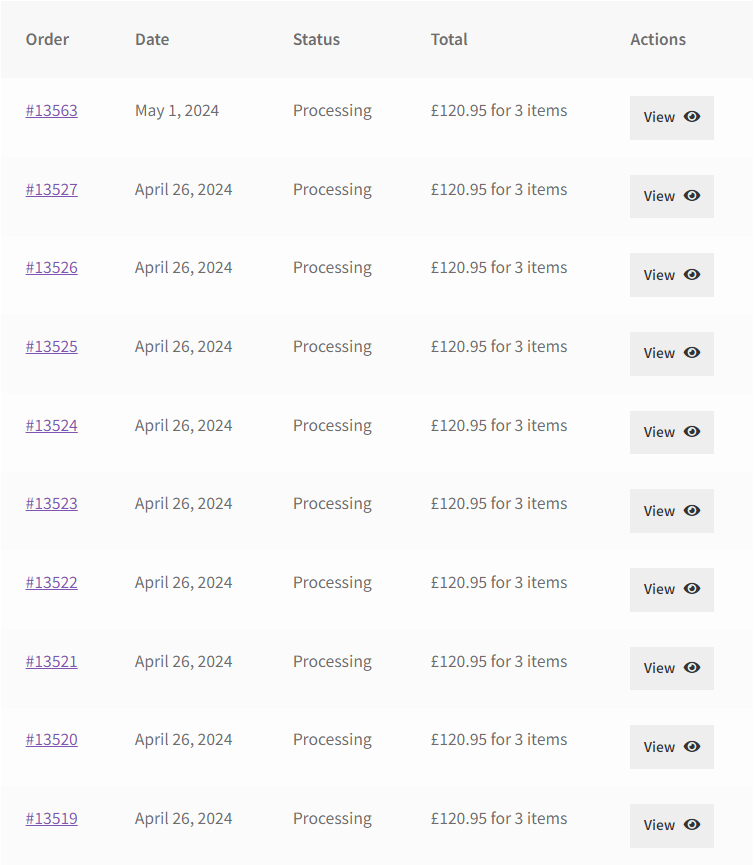 Order Date Status Total Actions
#13563 May 1, 2024 Processing £120.95 for 3 items View
#13527 April 26, 2024 Processing £120.95 for 3 items View
#13526 April 26, 2024 Processing £120.95 for 3 items View
#13525 April 26, 2024 Processing £120.95 for 3 items View
#13524 April 26, 2024 Processing £120.95 for 3 items View
#13523 April 26, 2024 Processing £120.95 for 3 items View
#13522 April 26, 2024 Processing £120.95 for 3 items View
#13521 April 26, 2024 Processing £120.95 for 3 items View
#13520 April 26, 2024 Processing £120.95 for 3 items View
#13519 April 26, 2024 Processing £120.95 for 3 items View